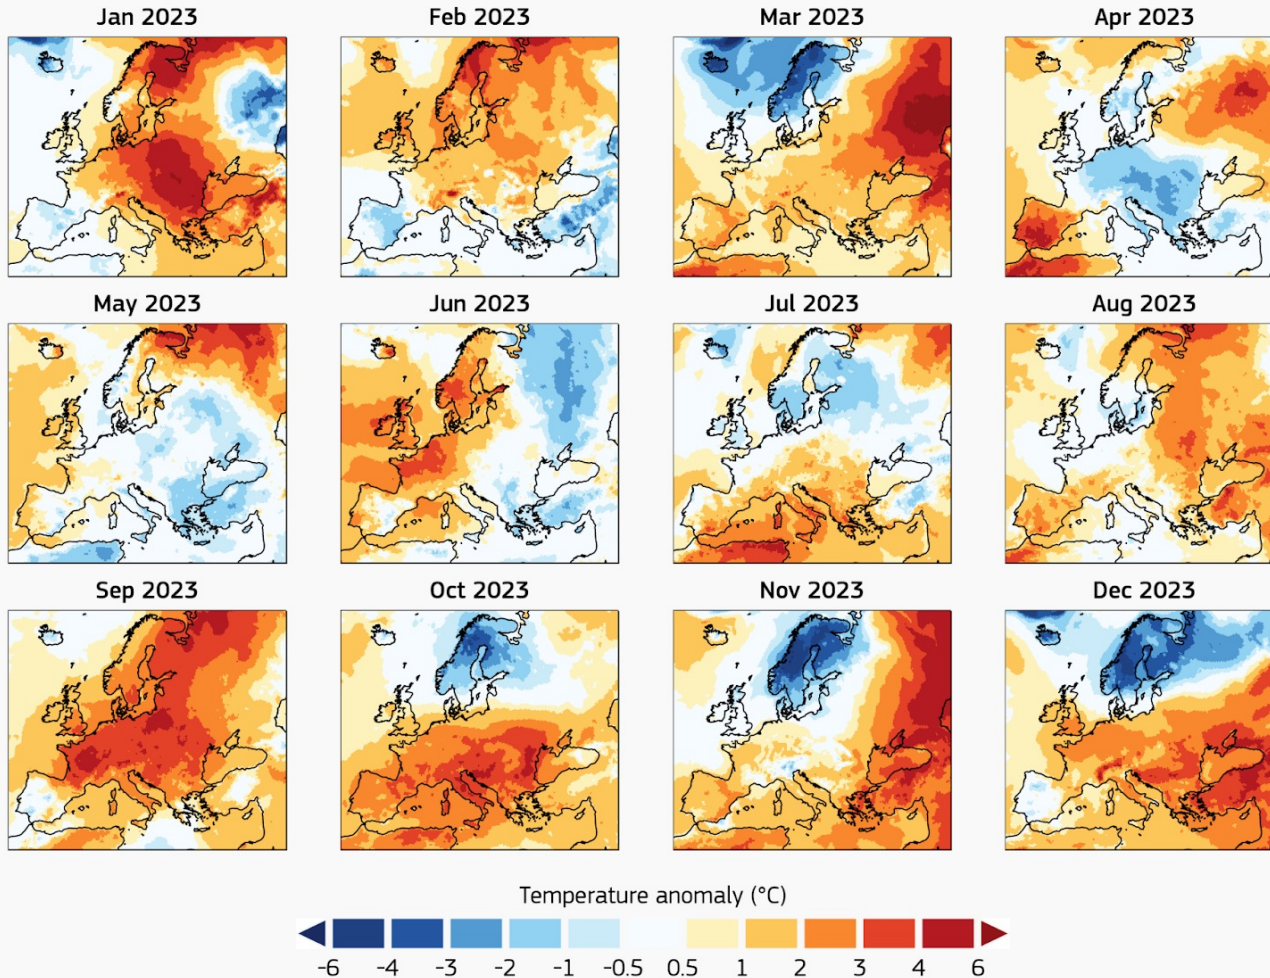 Jan 2023 Feb 2023 Mar 2023 Apr 2023
May 2023 Jun 2023 Jul 2023 Aug 2023
Sep 2023 Oct 2023 Nov 2023 Dec 2023
Temperature anomaly (°C)
-6 -4 -3 -2 -1 -0.5 0.5 1 2 3 4 6